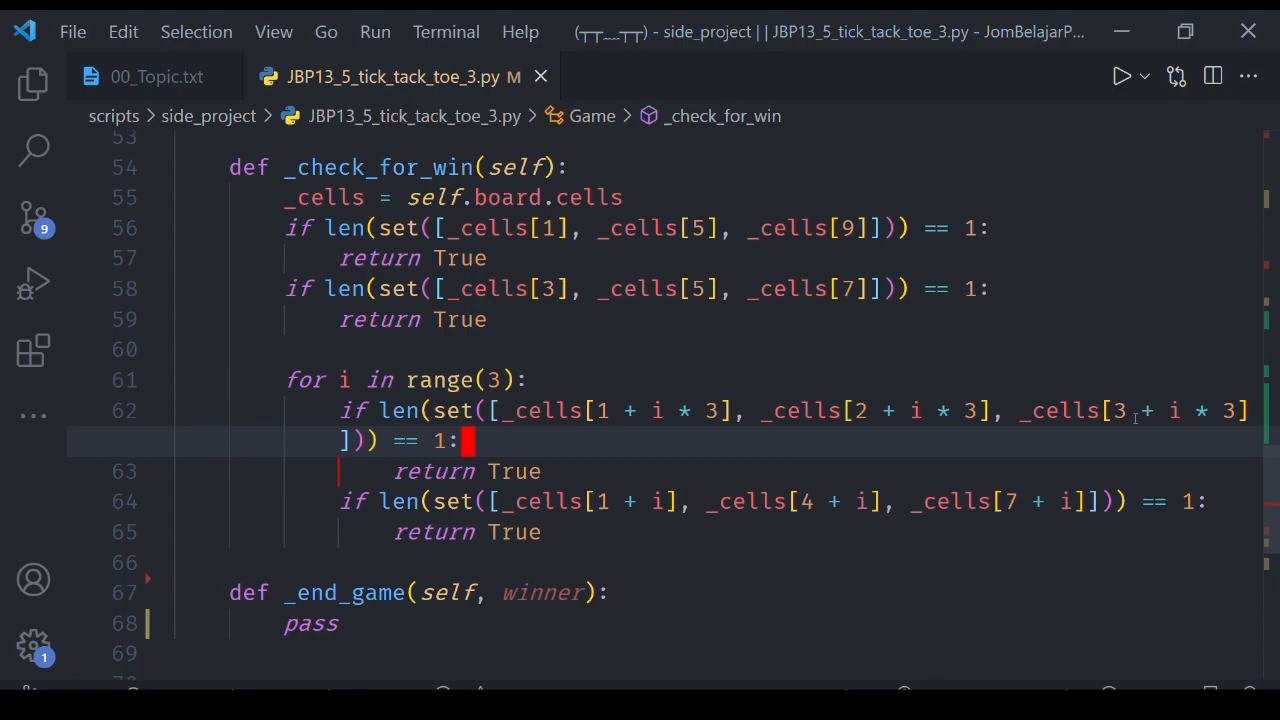 File Edit Selection View Go Run Terminal Help (┬┬﹏┬┬) - side_project | | JBP13_5_tick_tack_toe_3.py - JomBelajarP...
00_Topic.txt JBP13_5_tick_tack_toe_3.py M
scripts > side_project > JBP13_5_tick_tack_toe_3.py > Game > _check_for_win
53
54 def _check_for_win(self):
55 _cells = self.board.cells
56 if len(set([_cells[1], _cells[5], _cells[9]])) == 1:
57 return True
58 if len(set([_cells[3], _cells[5], _cells[7]])) == 1:
59 return True
60
61 for i in range(3):
62 if len(set([_cells[1 + i * 3], _cells[2 + i * 3], _cells[3 + i * 3]
])) == 1:
63 return True
64 if len(set([_cells[1 + i], _cells[4 + i], _cells[7 + i]])) == 1:
65 return True
66
67 def _end_game(self, winner):
68 pass
69
9
1